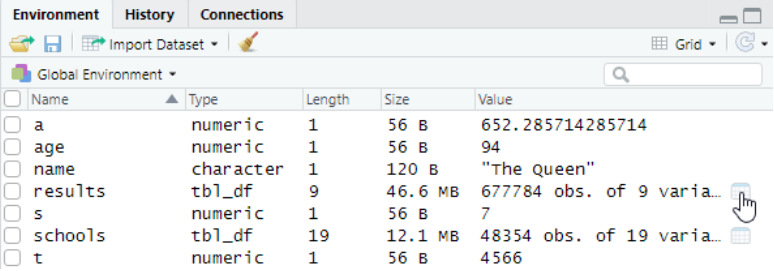 Environment History Connections
Import Dataset Grid
Global Environment
Name Type Length Size Value
a numeric 1 56 B 652.285714285714
age numeric 1 56 B 94
name character 1 120 B "The Queen"
results tbl_df 9 46.6 MB 677784 obs. of 9 varia…
s numeric 1 56 B 7
schools tbl_df 19 12.1 MB 48354 obs. of 19 varia…
t numeric 1 56 B 4566